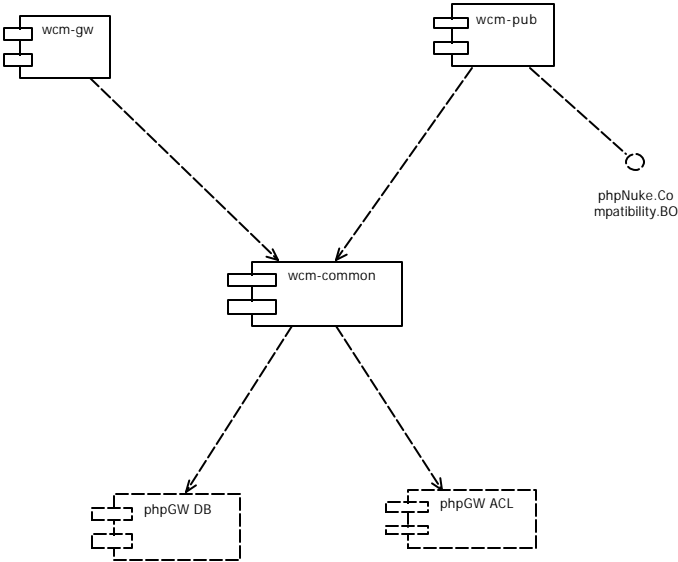 wcm-gw
wcm-pub
phpNuke.Co
mpatibility.BO
wcm-common
phpGW DB
phpGW ACL